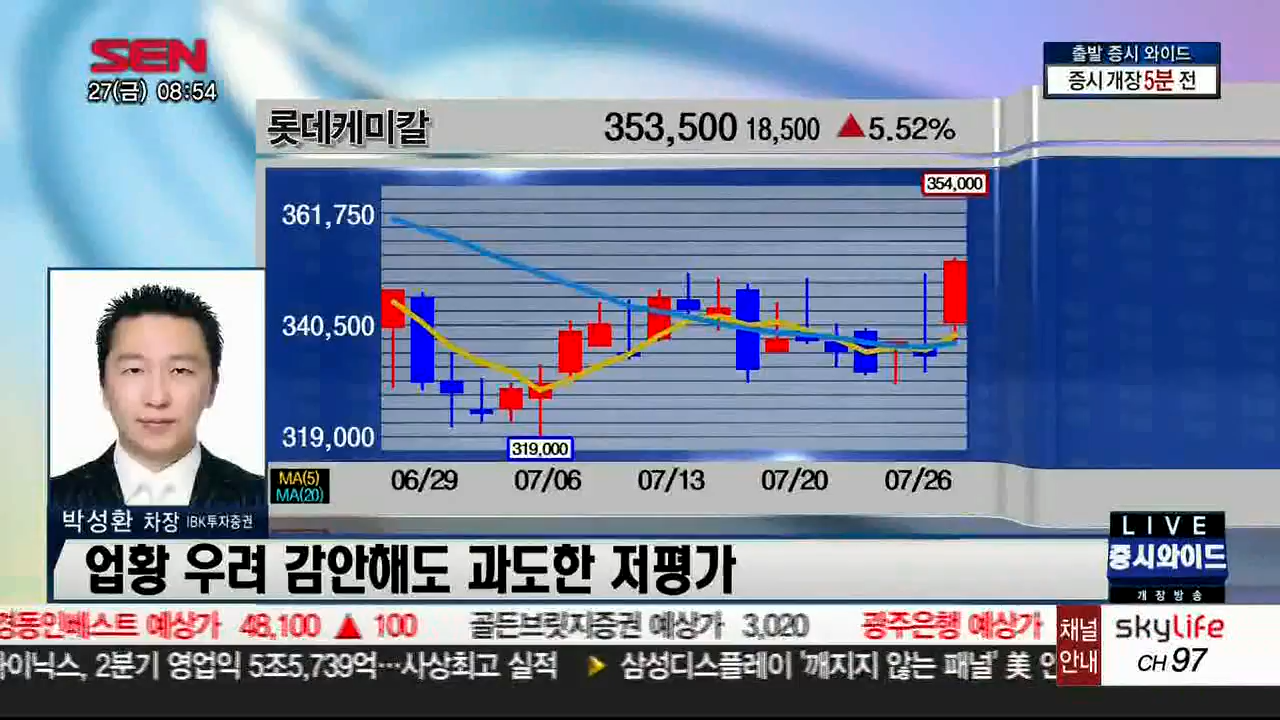 SEN
27(금) 08:54
출발 증시 와이드
증시개장 5분 전
롯데케미칼 353,500 18,500 ▲5.52%
354,000
361,750
340,500
319,000
319,000
MA(5)
MA(20)
06/29 07/06 07/13 07/20 07/26
박성환 차장 IBK투자증권
업황 우려 감안해도 과도한 저평가
LIVE
증시와이드
개장방송
경동인베스트 예상가 48,100 ▲ 100 골든브릿지증권 예상가 3,020 광주은행 예상가
채널
안내
skylife
CH 97
하이닉스, 2분기 영업익 5조5,739억…사상최고 실적 ▶ 삼성디스플레이 '깨지지 않는 패널' 美